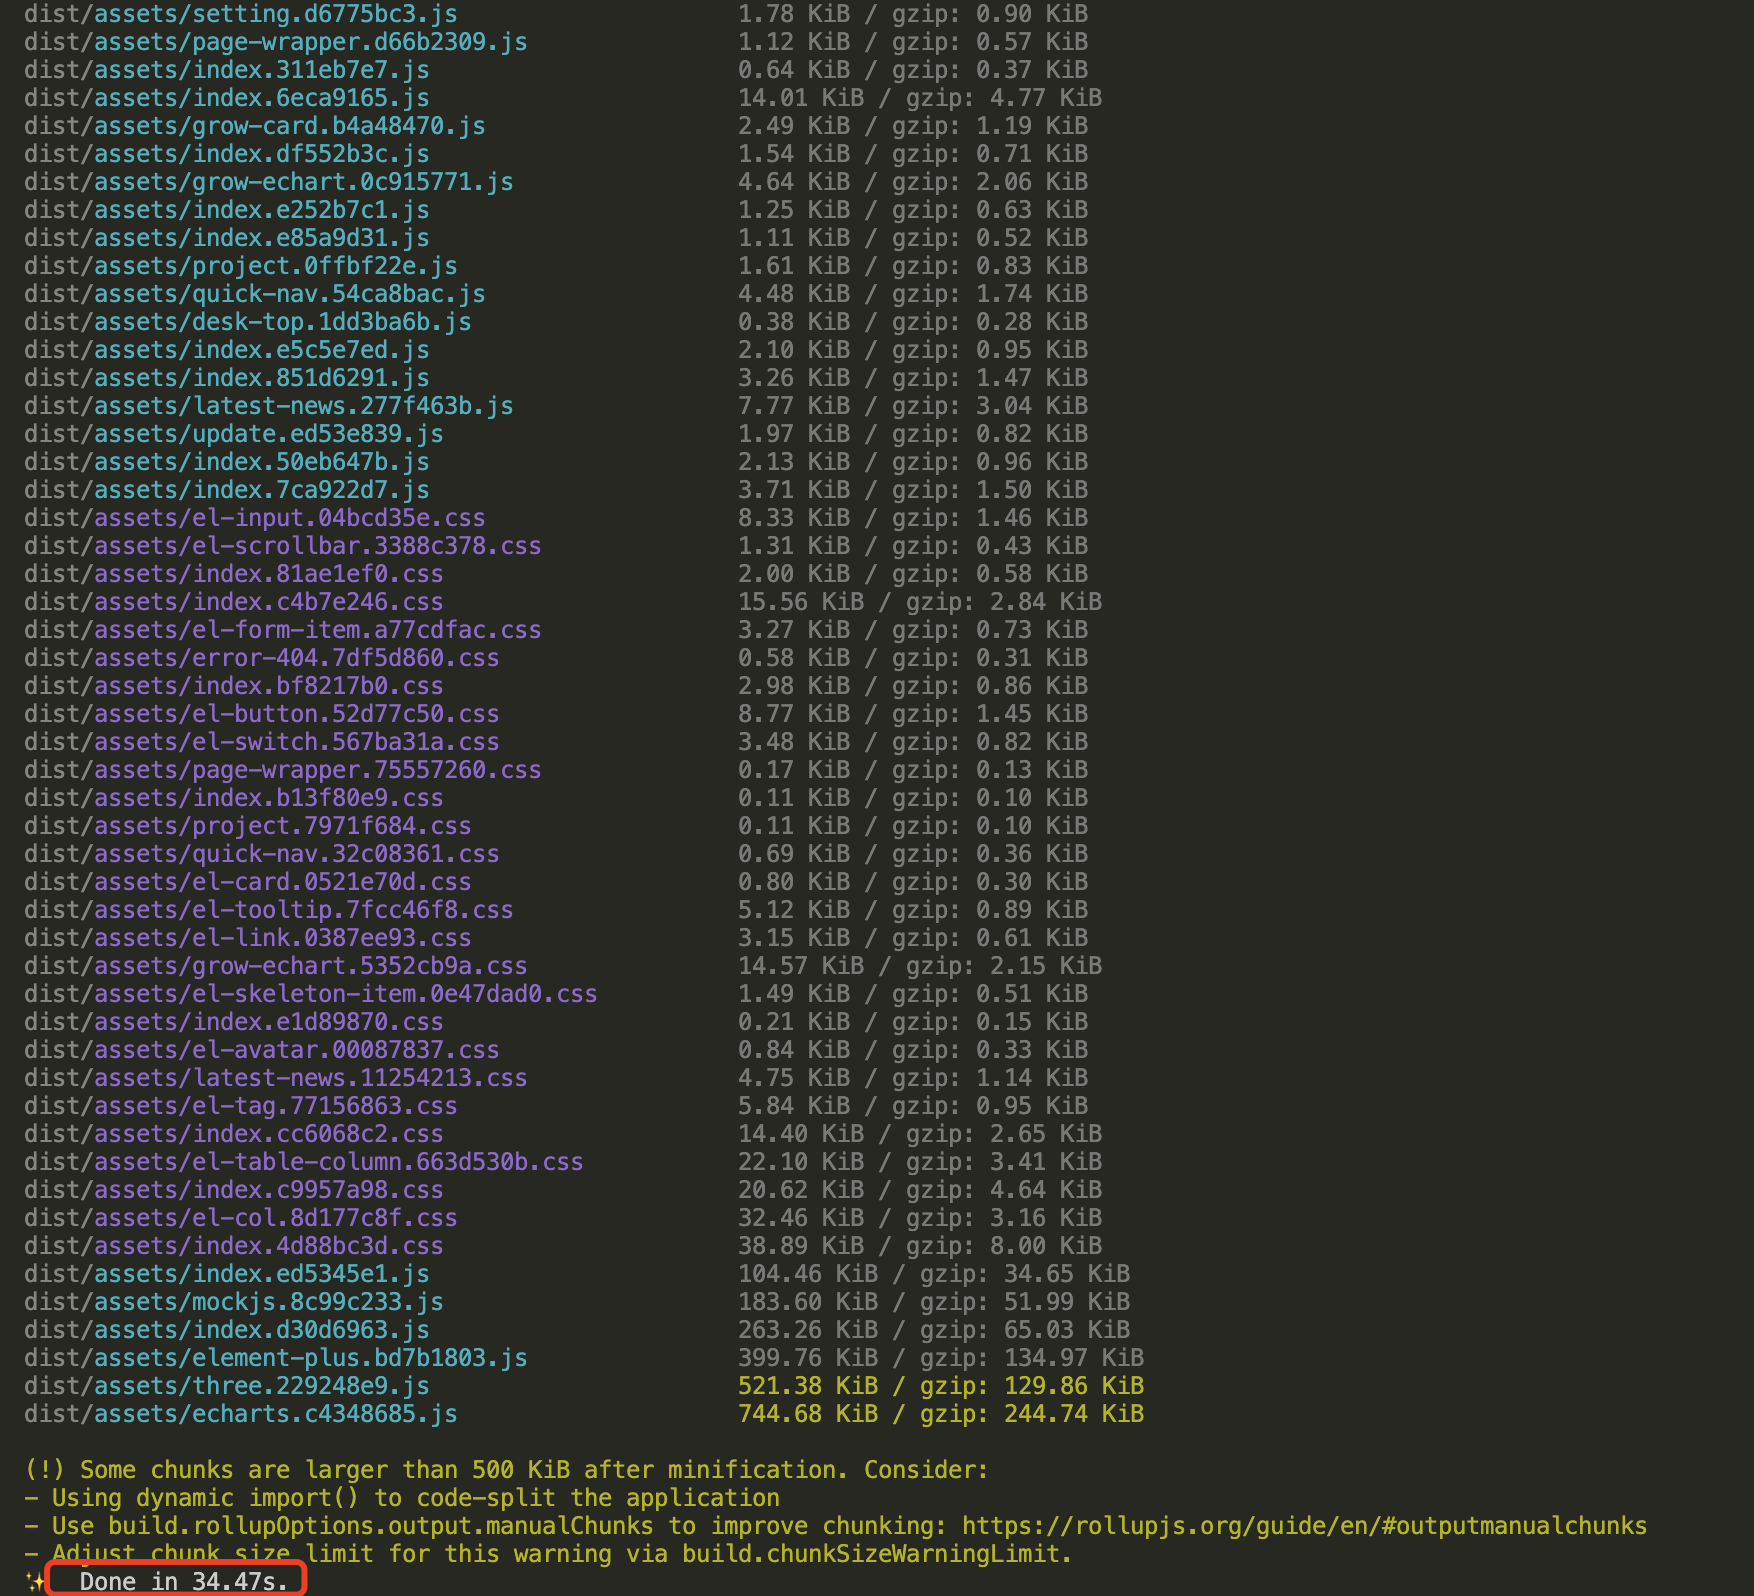 dist/assets/setting.d6775bc3.js 1.78 KiB / gzip: 0.90 KiB
dist/assets/page-wrapper.d66b2309.js 1.12 KiB / gzip: 0.57 KiB
dist/assets/index.311eb7e7.js 0.64 KiB / gzip: 0.37 KiB
dist/assets/index.6eca9165.js 14.01 KiB / gzip: 4.77 KiB
dist/assets/grow-card.b4a48470.js 2.49 KiB / gzip: 1.19 KiB
dist/assets/index.df552b3c.js 1.54 KiB / gzip: 0.71 KiB
dist/assets/grow-echart.0c915771.js 4.64 KiB / gzip: 2.06 KiB
dist/assets/index.e252b7c1.js 1.25 KiB / gzip: 0.63 KiB
dist/assets/index.e85a9d31.js 1.11 KiB / gzip: 0.52 KiB
dist/assets/project.0ffbf22e.js 1.61 KiB / gzip: 0.83 KiB
dist/assets/quick-nav.54ca8bac.js 4.48 KiB / gzip: 1.74 KiB
dist/assets/desk-top.1dd3ba6b.js 0.38 KiB / gzip: 0.28 KiB
dist/assets/index.e5c5e7ed.js 2.10 KiB / gzip: 0.95 KiB
dist/assets/index.851d6291.js 3.26 KiB / gzip: 1.47 KiB
dist/assets/latest-news.277f463b.js 7.77 KiB / gzip: 3.04 KiB
dist/assets/update.ed53e839.js 1.97 KiB / gzip: 0.82 KiB
dist/assets/index.50eb647b.js 2.13 KiB / gzip: 0.96 KiB
dist/assets/index.7ca922d7.js 3.71 KiB / gzip: 1.50 KiB
dist/assets/el-input.04bcd35e.css 8.33 KiB / gzip: 1.46 KiB
dist/assets/el-scrollbar.3388c378.css 1.31 KiB / gzip: 0.43 KiB
dist/assets/index.81ae1ef0.css 2.00 KiB / gzip: 0.58 KiB
dist/assets/index.c4b7e246.css 15.56 KiB / gzip: 2.84 KiB
dist/assets/el-form-item.a77cdfac.css 3.27 KiB / gzip: 0.73 KiB
dist/assets/error-404.7df5d860.css 0.58 KiB / gzip: 0.31 KiB
dist/assets/index.bf8217b0.css 2.98 KiB / gzip: 0.86 KiB
dist/assets/el-button.52d77c50.css 8.77 KiB / gzip: 1.45 KiB
dist/assets/el-switch.567ba31a.css 3.48 KiB / gzip: 0.82 KiB
dist/assets/page-wrapper.75557260.css 0.17 KiB / gzip: 0.13 KiB
dist/assets/index.b13f80e9.css 0.11 KiB / gzip: 0.10 KiB
dist/assets/project.7971f684.css 0.11 KiB / gzip: 0.10 KiB
dist/assets/quick-nav.32c08361.css 0.69 KiB / gzip: 0.36 KiB
dist/assets/el-card.0521e70d.css 0.80 KiB / gzip: 0.30 KiB
dist/assets/el-tooltip.7fcc46f8.css 5.12 KiB / gzip: 0.89 KiB
dist/assets/el-link.0387ee93.css 3.15 KiB / gzip: 0.61 KiB
dist/assets/grow-echart.5352cb9a.css 14.57 KiB / gzip: 2.15 KiB
dist/assets/el-skeleton-item.0e47dad0.css 1.49 KiB / gzip: 0.51 KiB
dist/assets/index.e1d89870.css 0.21 KiB / gzip: 0.15 KiB
dist/assets/el-avatar.00087837.css 0.84 KiB / gzip: 0.33 KiB
dist/assets/latest-news.11254213.css 4.75 KiB / gzip: 1.14 KiB
dist/assets/el-tag.77156863.css 5.84 KiB / gzip: 0.95 KiB
dist/assets/index.cc6068c2.css 14.40 KiB / gzip: 2.65 KiB
dist/assets/el-table-column.663d530b.css 22.10 KiB / gzip: 3.41 KiB
dist/assets/index.c9957a98.css 20.62 KiB / gzip: 4.64 KiB
dist/assets/el-col.8d177c8f.css 32.46 KiB / gzip: 3.16 KiB
dist/assets/index.4d88bc3d.css 38.89 KiB / gzip: 8.00 KiB
dist/assets/index.ed5345e1.js 104.46 KiB / gzip: 34.65 KiB
dist/assets/mockjs.8c99c233.js 183.60 KiB / gzip: 51.99 KiB
dist/assets/index.d30d6963.js 263.26 KiB / gzip: 65.03 KiB
dist/assets/element-plus.bd7b1803.js 399.76 KiB / gzip: 134.97 KiB
dist/assets/three.229248e9.js 521.38 KiB / gzip: 129.86 KiB
dist/assets/echarts.c4348685.js 744.68 KiB / gzip: 244.74 KiB
(!) Some chunks are larger than 500 KiB after minification. Consider:
- Using dynamic import() to code-split the application
- Use build.rollupOptions.output.manualChunks to improve chunking: https://rollupjs.org/guide/en/#outputmanualchunks
- Adjust chunk size limit for this warning via build.chunkSizeWarningLimit.
✨ Done in 34.47s.